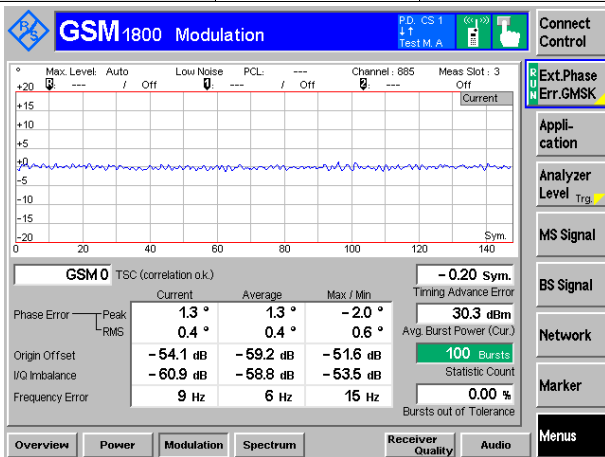 R&S GSM1800 Modulation P.D. CS 1
Test M. A
Connect Control
° Max. Level: Auto Low Noise PCL: --- Channel : 885 Meas Slot : 3
--- / Off --- / Off --- Off
Current
+20
+15
+10
+5
+0
-5
-10
-15
-20
0 20 40 60 80 100 120 140
Sym.
RUN Ext.Phase Err.GMSK
Appli-
cation
Analyzer
Level Trg.
MS Signal
BS Signal
Network
Marker
Menus
GSM 0 TSC (correlation o.k.)
Current Average Max / Min
Phase Error Peak 1.3 ° 1.3 ° – 2.0 °
RMS 0.4 ° 0.4 ° 0.6 °
Origin Offset – 54.1 dB – 59.2 dB – 51.6 dB
I/Q Imbalance – 60.9 dB – 58.8 dB – 53.5 dB
Frequency Error 9 Hz 6 Hz 15 Hz
– 0.20 Sym.
Timing Advance Error
30.3 dBm
Avg. Burst Power (Cur.)
100 Bursts
Statistic Count
0.00 %
Bursts out of Tolerance
Overview Power Modulation Spectrum Receiver Quality Audio